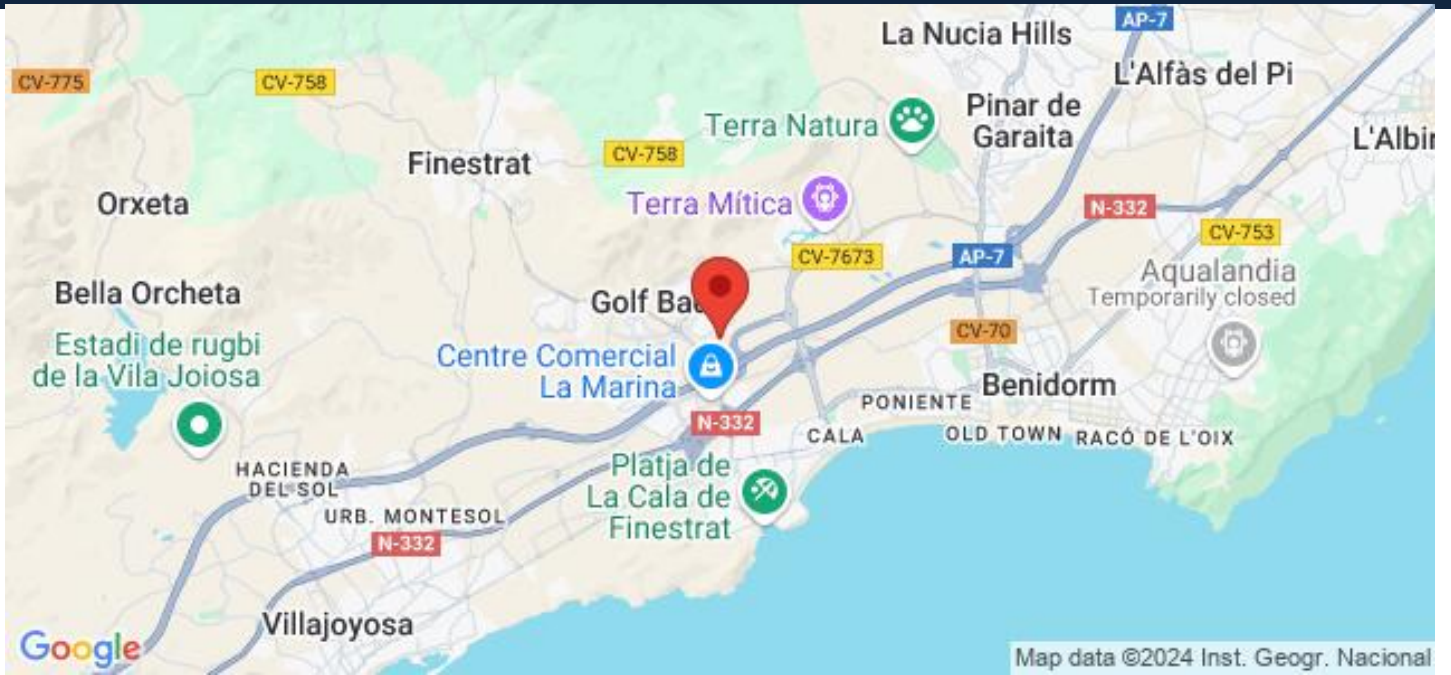 AP-7
La Nucia Hills
CV-775
CV-758
L'Alfàs del Pi
Pinar de
Garaita
Terra Natura
L'Albir
CV-758
Finestrat
Terra Mítica
Orxeta
N-332
CV-753
CV-7673
AP-7
Aqualandia
Temporarily closed
Bella Orcheta
Golf Ba
CV-70
Estadi de rugbi
de la Vila Joiosa
Centre Comercial
La Marina
Benidorm
PONIENTE
N-332
CALA
OLD TOWN
RACÓ DE L'OIX
HACIENDA
DEL SOL
Platja de
La Cala de
Finestrat
URB. MONTESOL
N-332
Villajoyosa
Google
Map data ©2024 Inst. Geogr. Nacional